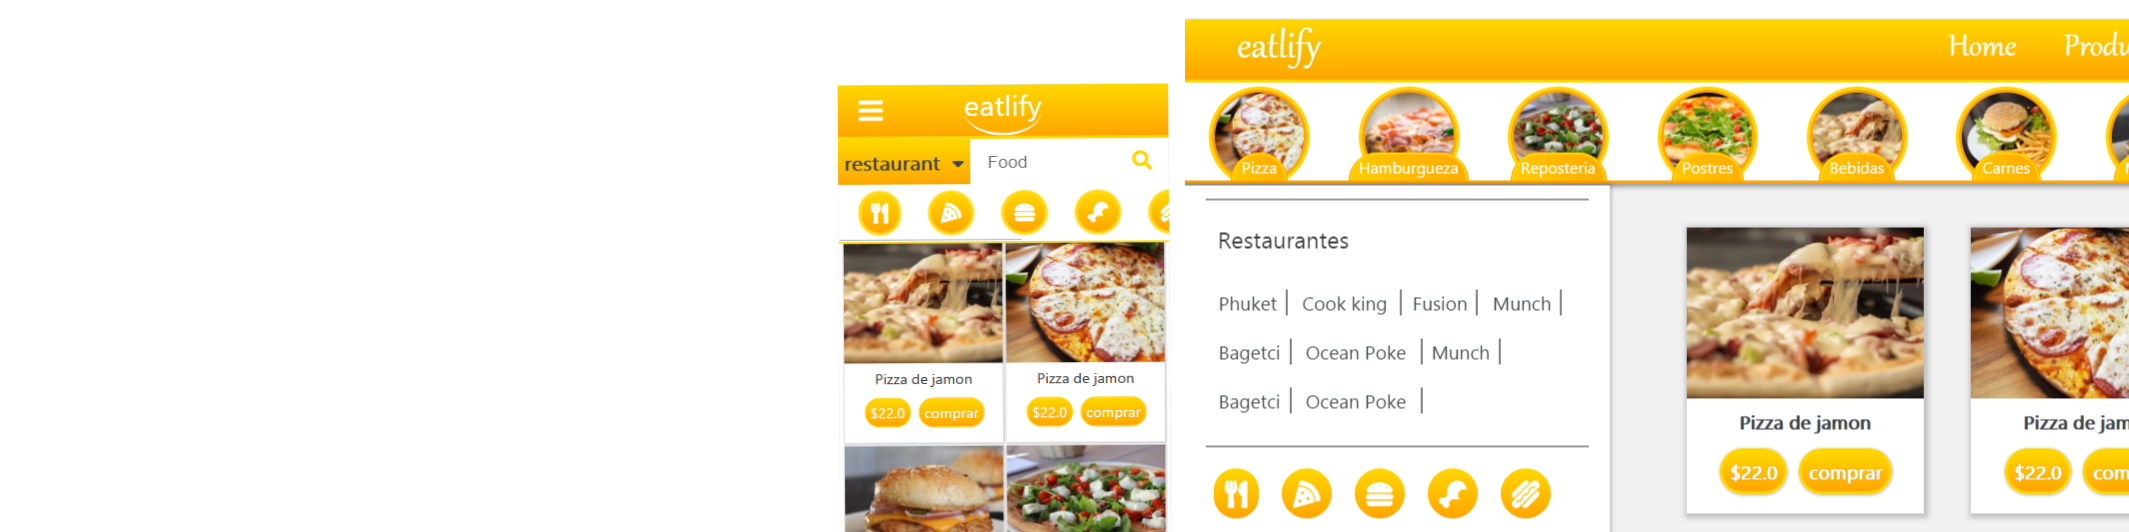 eatlify
restaurant Food
Pizza de jamon Pizza de jamon
$22.0 comprar $22.0 comprar
eatlify Home
Pizza Hamburgueza Reposteria Postres Bebidas Carnes
Restaurantes
Phuket | Cook king | Fusion | Munch |
Bagetci | Ocean Poke | Munch |
Bagetci | Ocean Poke |
Pizza de jamon Pizza de jam
$22.0 comprar $22.0 com